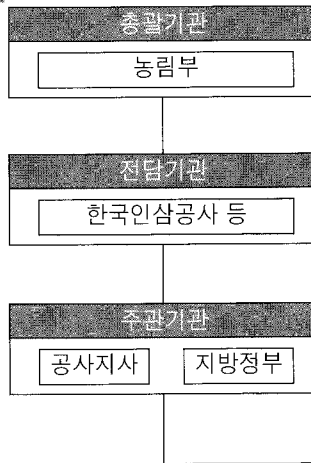 총괄기관
농림부
전담기관
한국인삼공사 등
주관기관
공사지사 지방정부